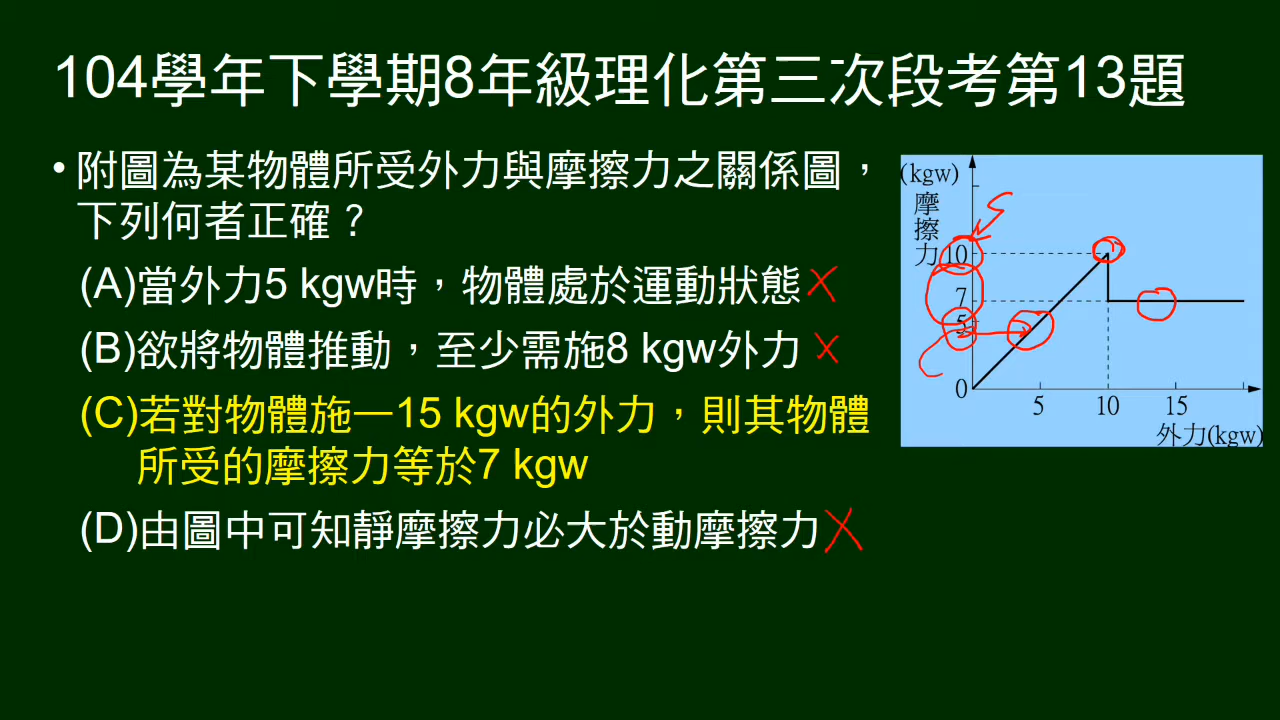 104學年下學期8年級理化第三次段考第13題
• 附圖為某物體所受外力與摩擦力之關係圖，
下列何者正確？
(A)當外力5 kgw時，物體處於運動狀態
(B)欲將物體推動，至少需施8 kgw外力
(C)若對物體施一15 kgw的外力，則其物體
所受的摩擦力等於7 kgw
(D)由圖中可知靜摩擦力必大於動摩擦力
(kgw)
摩擦力
10
7
5
0
5 10 15
外力(kgw)